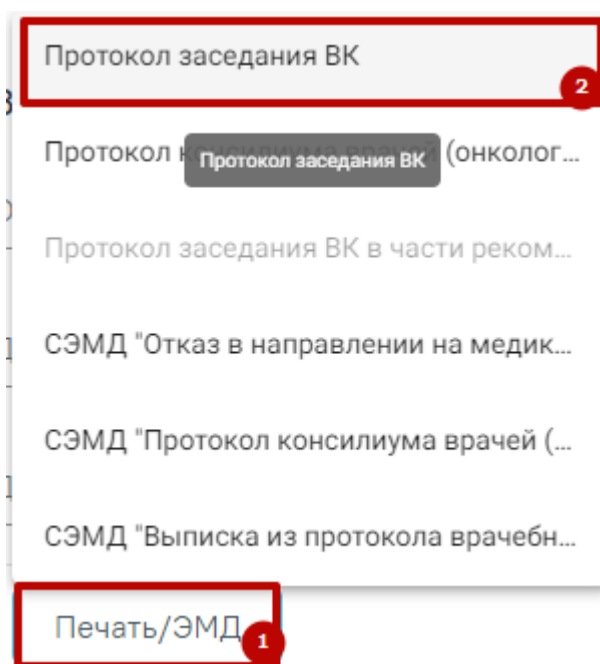 Протокол заседания ВК
2
Протокол (онколог...
Протокол заседания ВК
Протокол заседания ВК в части реком...
СЭМД "Отказ в направлении на медик...
СЭМД "Протокол консилиума врачей (...
СЭМД "Выписка из протокола врачебн...
Печать/ЭМД
1